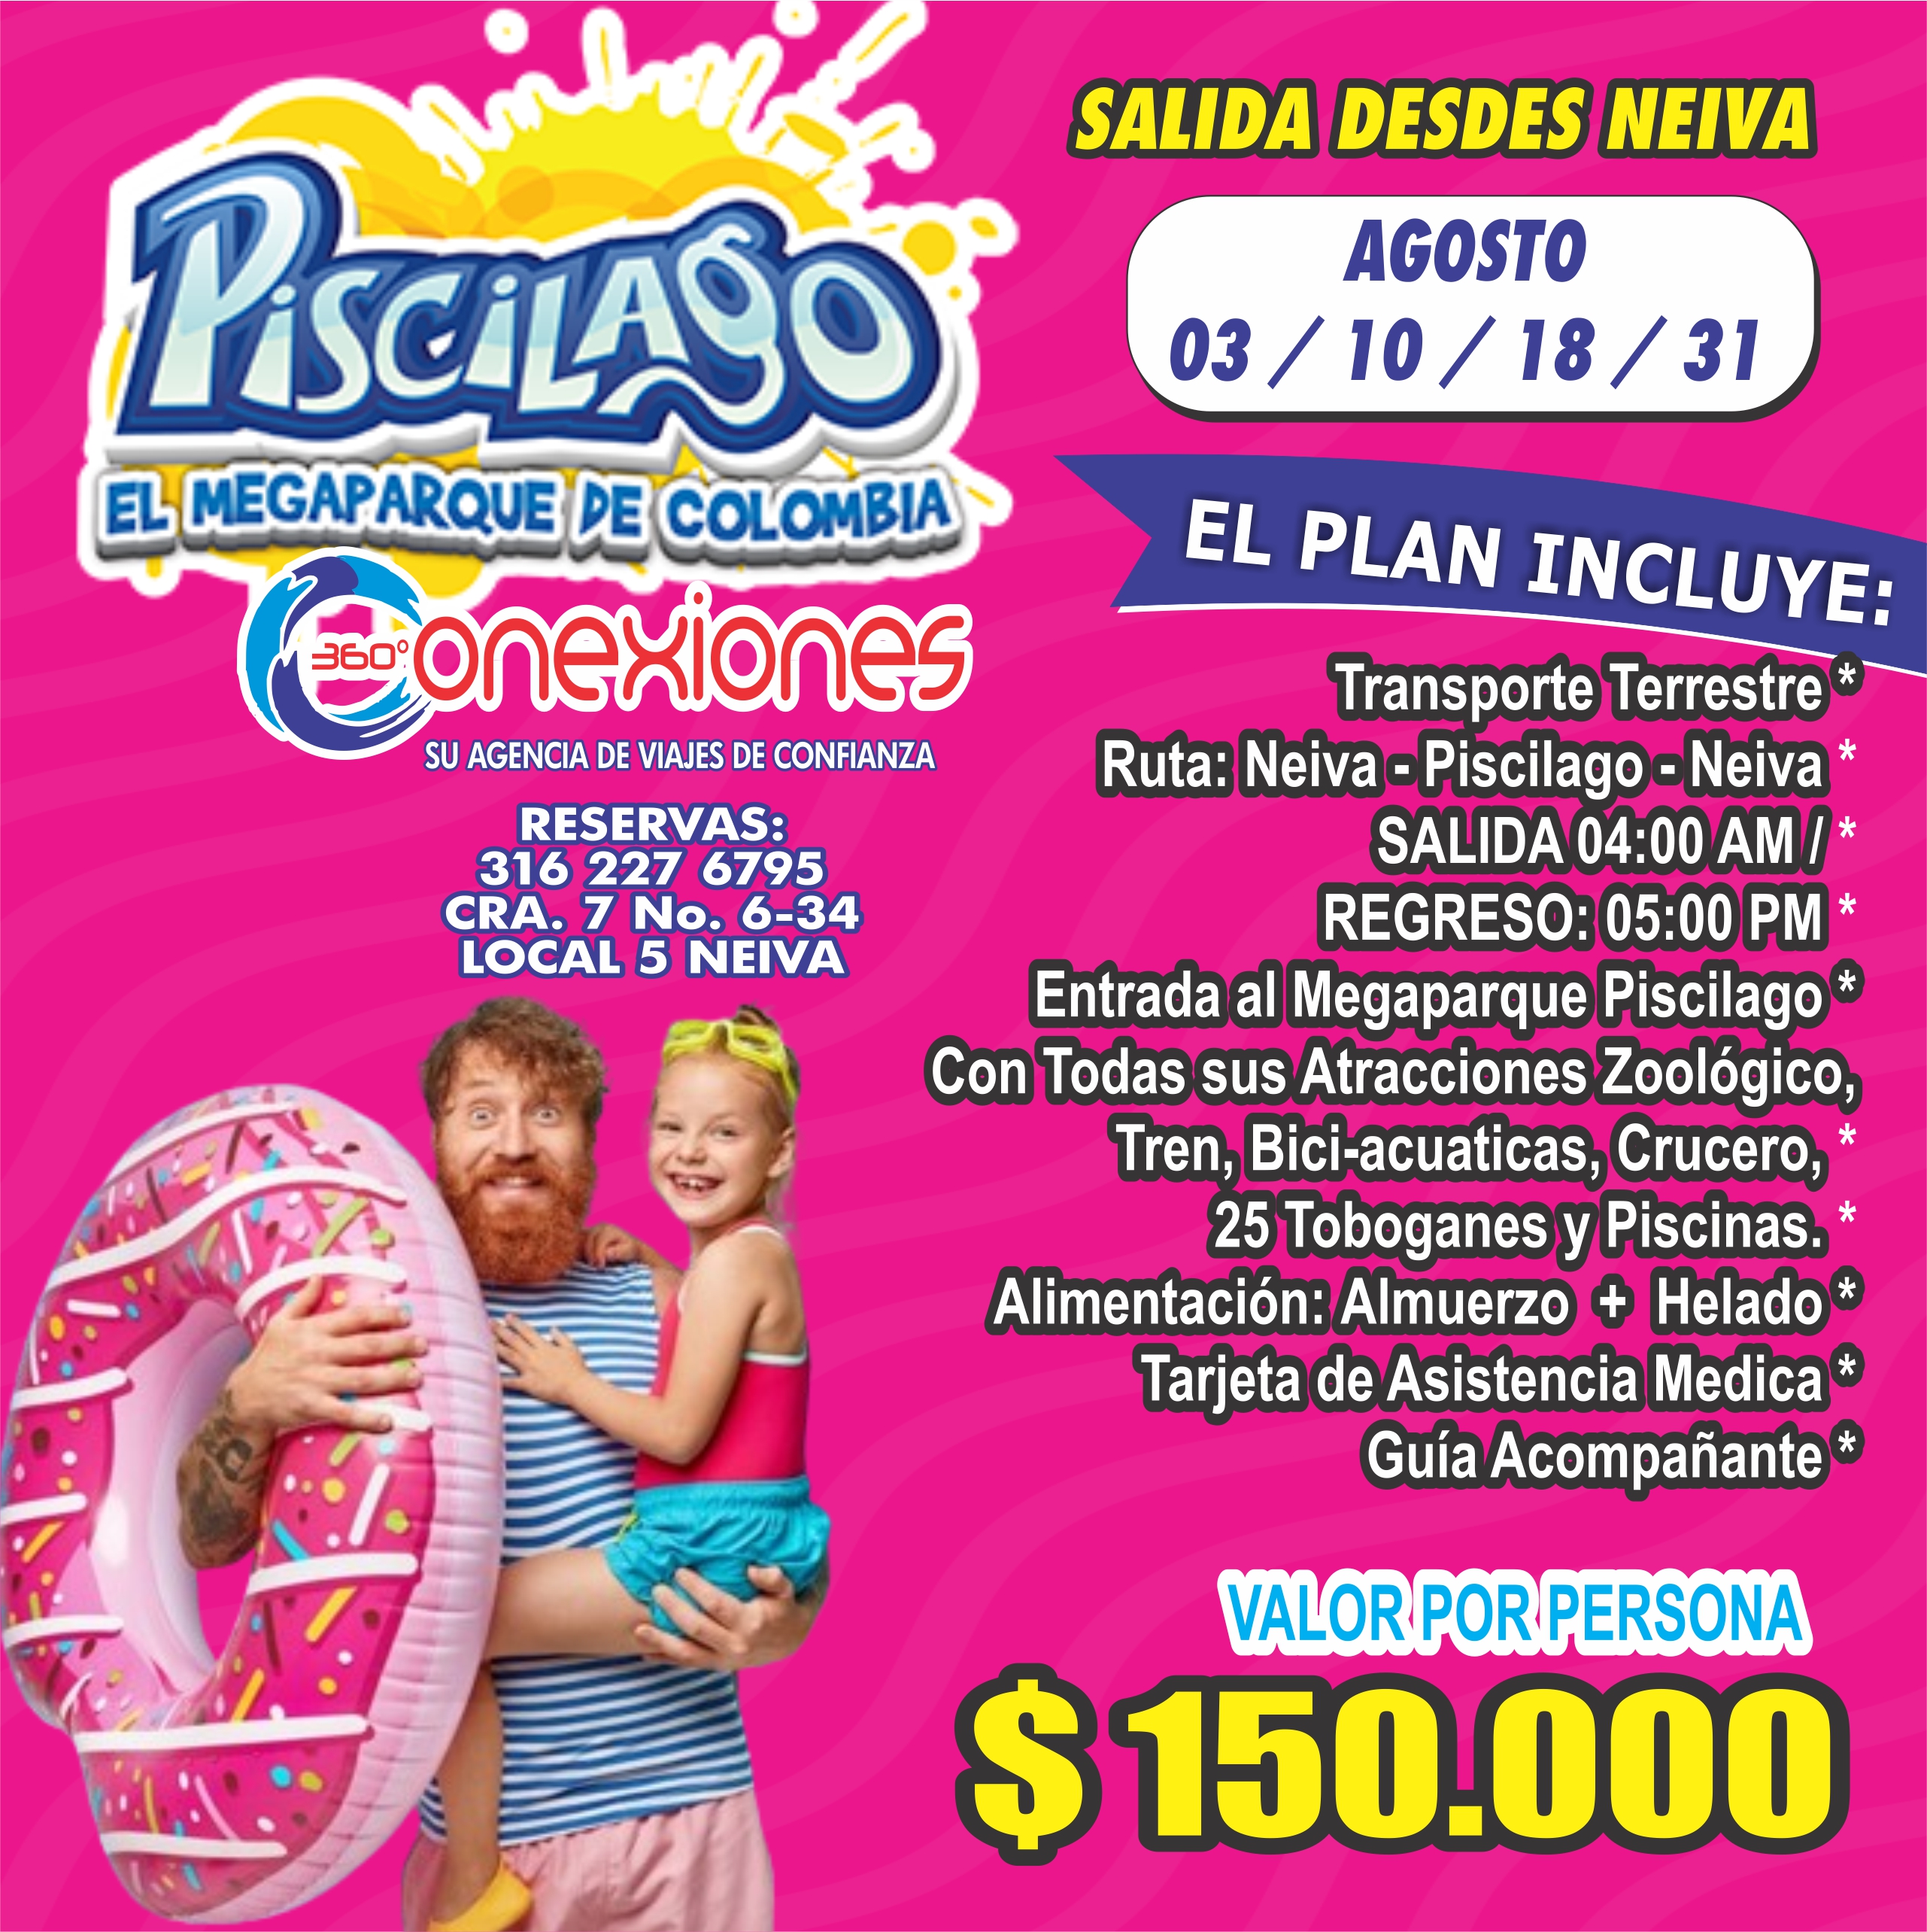 PISCILAGO
EL MEGAPARQUE DE COLOMBIA
360° Conexiones
SU AGENCIA DE VIAJES DE CONFIANZA
RESERVAS:
316 227 6795
CRA. 7 No. 6-34
LOCAL 5 NEIVA
SALIDA DESDES NEIVA
AGOSTO
03 / 10 / 18 / 31
EL PLAN INCLUYE:
Transporte Terrestre *
Ruta: Neiva - Piscilago - Neiva *
SALIDA 04:00 AM / *
REGRESO: 05:00 PM *
Entrada al Megaparque Piscilago *
Con Todas sus Atracciones Zoológico,
Tren, Bici-acuaticas, Crucero, *
25 Toboganes y Piscinas. *
Alimentación: Almuerzo + Helado *
Tarjeta de Asistencia Medica *
Guía Acompañante *
VALOR POR PERSONA
$ 150.000